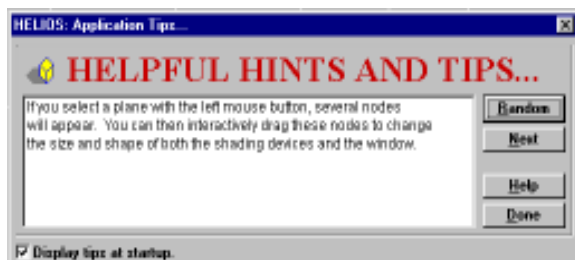 HELIOS: Application Tips...
HELPFUL HINTS AND TIPS...
If you select a plane with the left mouse button, several nodes
will appear. You can then interactively drag these nodes to change
the size and shape of both the shading devices and the window.
Random
Next
Help
Done
Display tips at startup.